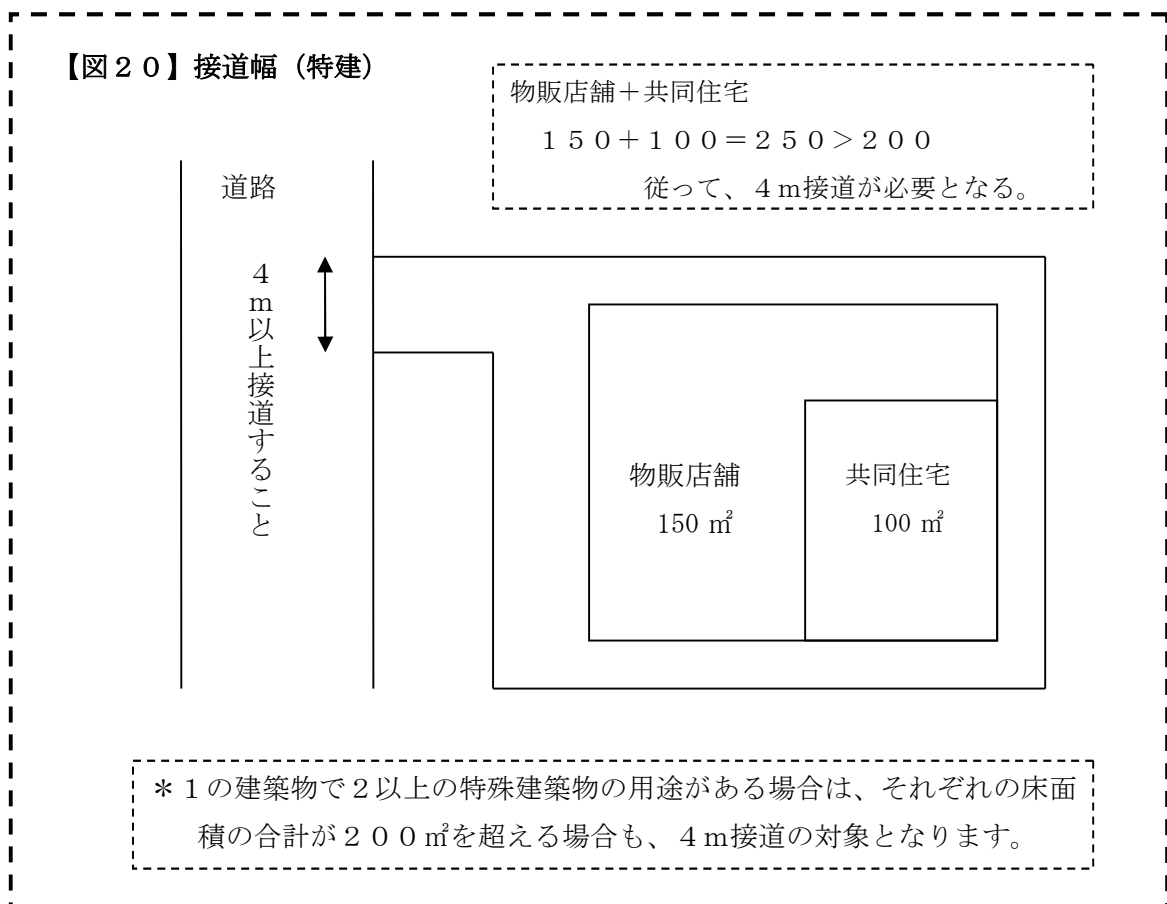 【図２０】接道幅（特建）
物販店舗＋共同住宅
１５０＋１００＝２５０＞２００
従って、４ｍ接道が必要となる。
道路
４ｍ以上接道すること
物販店舗
150 ㎡
共同住宅
100 ㎡
＊１の建築物で２以上の特殊建築物の用途がある場合は、それぞれの床面
積の合計が２００㎡を超える場合も、４ｍ接道の対象となります。